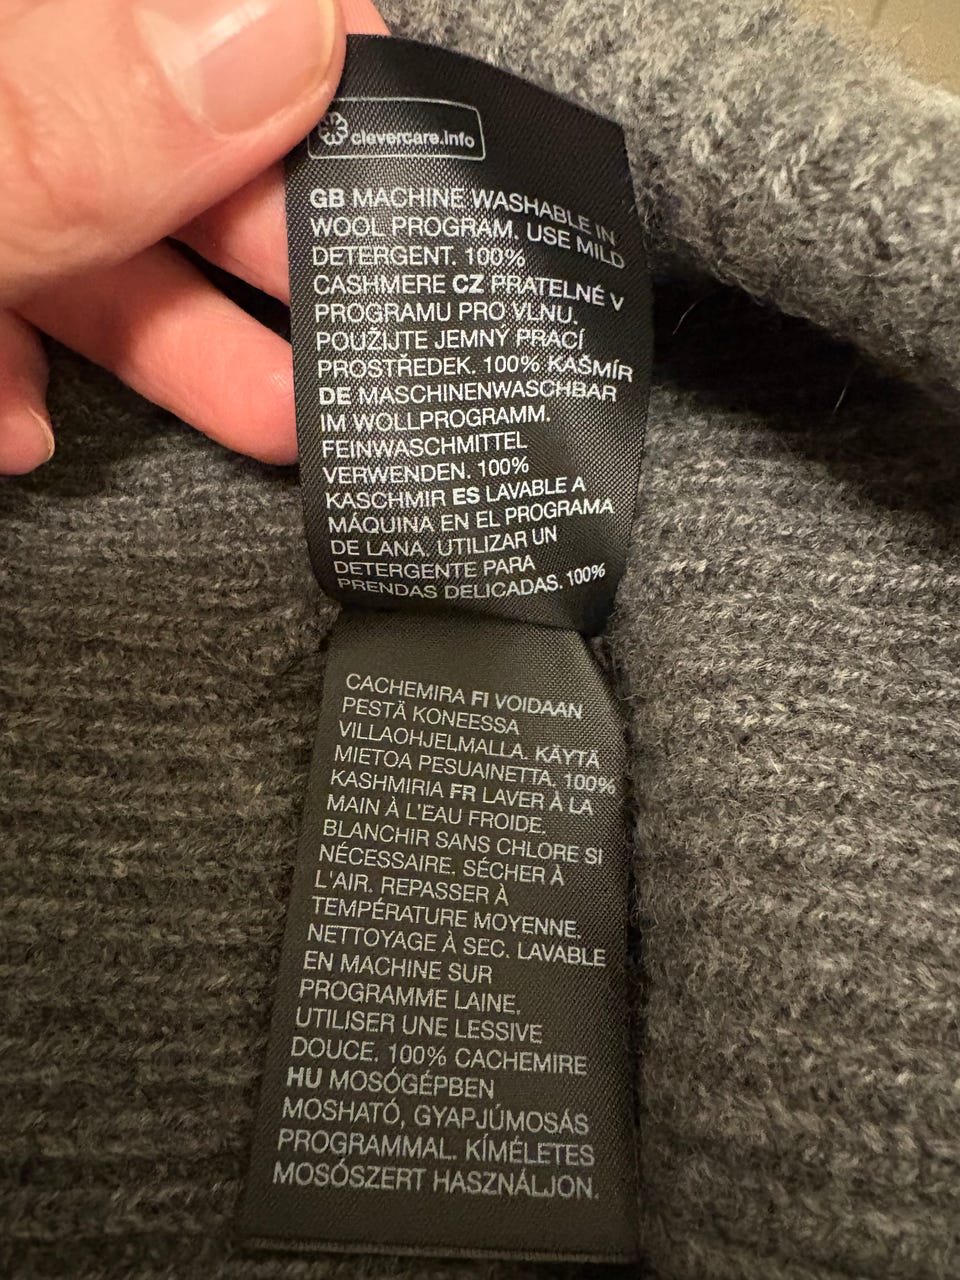 clevercare.info
GB MACHINE WASHABLE IN
WOOL PROGRAM. USE MILD
DETERGENT. 100%
CASHMERE CZ PRATELNÉ V
PROGRAMU PRO VLNU.
POUŽIJTE JEMNÝ PRACÍ
PROSTŘEDEK. 100% KAŠMÍR
DE MASCHINENWASCHBAR
IM WOLLPROGRAMM.
FEINWASCHMITTEL
VERWENDEN. 100%
KASCHMIR ES LAVABLE A
MÁQUINA EN EL PROGRAMA
DE LANA. UTILIZAR UN
DETERGENTE PARA
PRENDAS DELICADAS. 100%
CACHEMIRA FI VOIDAAN
PESTÄ KONEESSA
VILLAOHJELMALLA. KÄYTÄ
MIETOA PESUAINETTA. 100%
KASHMIRIA FR LAVER À LA
MAIN À L'EAU FROIDE.
BLANCHIR SANS CHLORE SI
NÉCESSAIRE. SÉCHER À
L'AIR. REPASSER À
TEMPÉRATURE MOYENNE.
NETTOYAGE À SEC. LAVABLE
EN MACHINE SUR
PROGRAMME LAINE.
UTILISER UNE LESSIVE
DOUCE. 100% CACHEMIRE
HU MOSÓGÉPBEN
MOSHATÓ, GYAPJÚMOSÁS
PROGRAMMAL. KÍMÉLETES
MOSÓSZERT HASZNÁLJON.